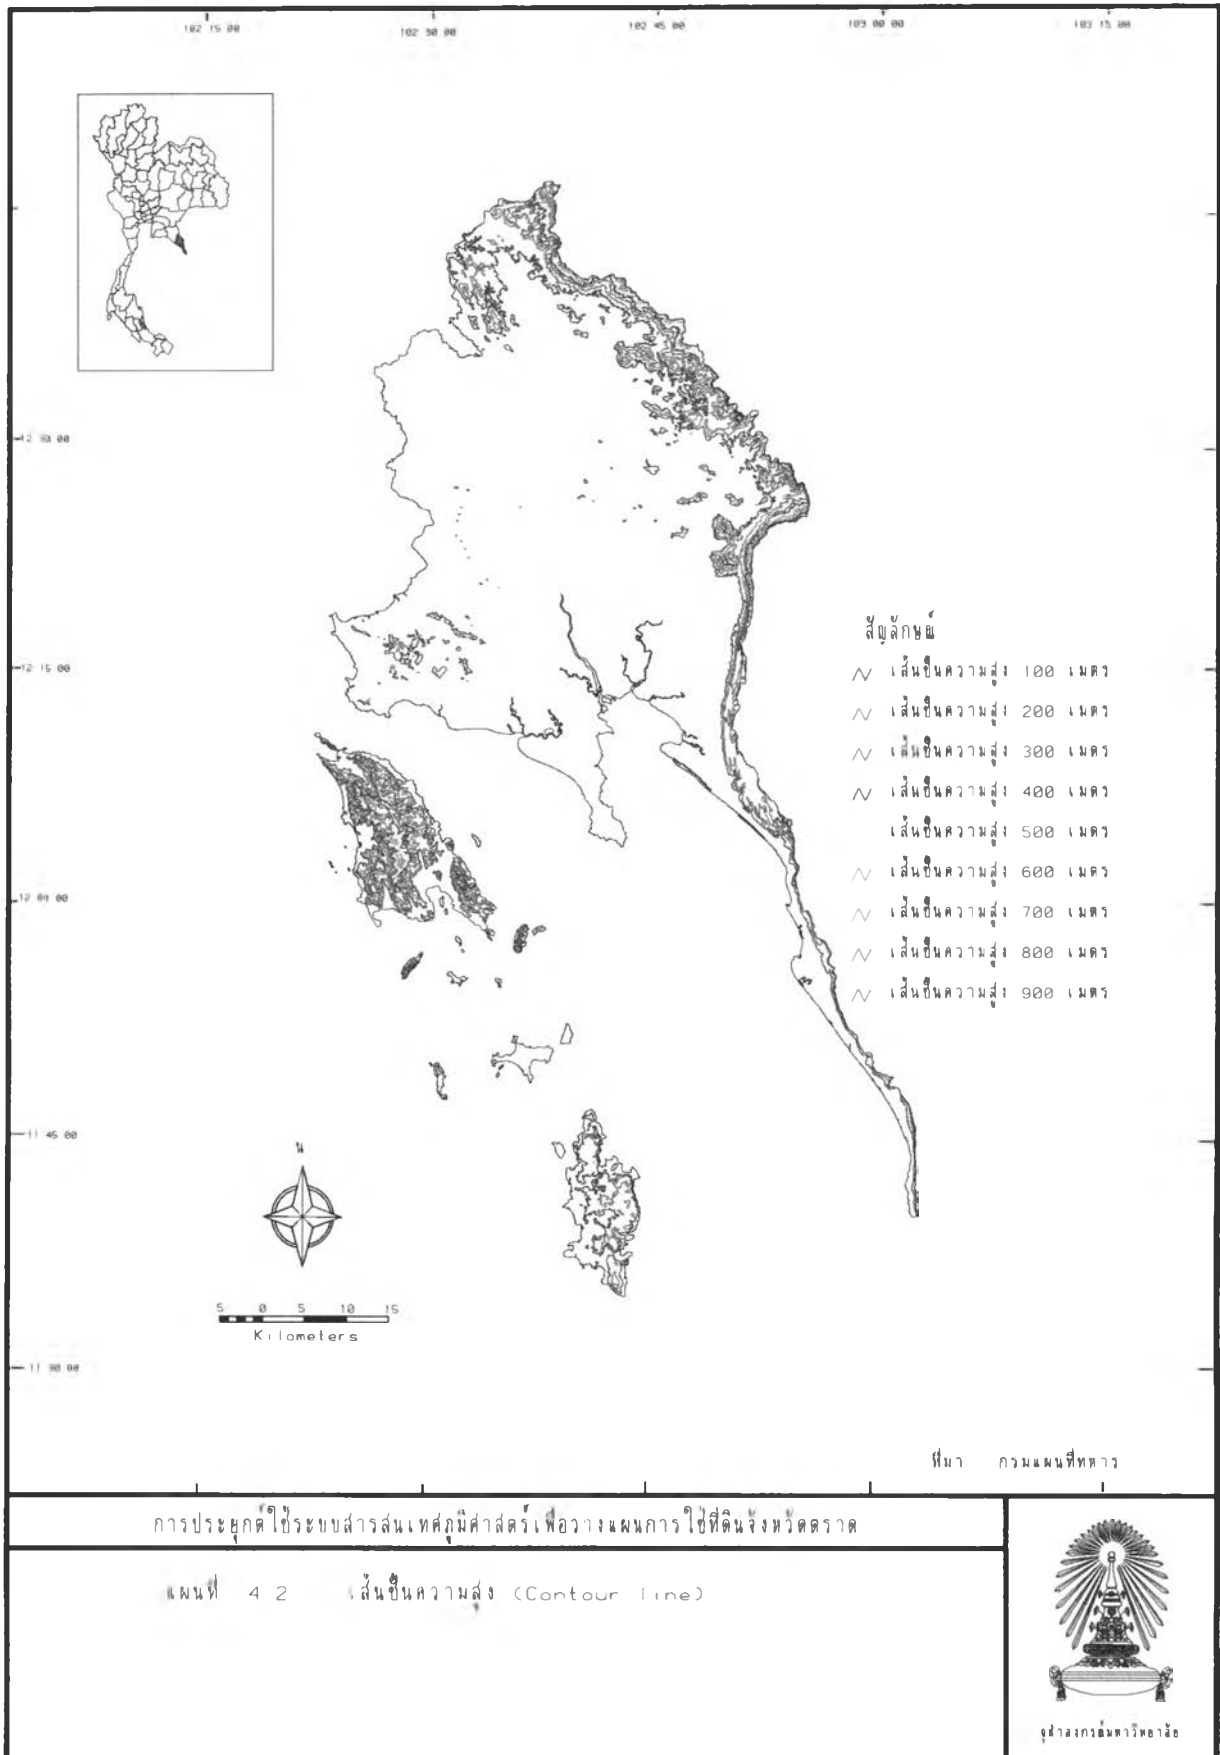 102 15 00
102 30 00
102 45 00
103 00 00
103 15 00
12 30 00
12 15 00
12 00 00
11 45 00
11 30 00
สัญลักษณ์
เส้นชั้นความสูง 100 เมตร
เส้นชั้นความสูง 200 เมตร
เส้นชั้นความสูง 300 เมตร
เส้นชั้นความสูง 400 เมตร
เส้นชั้นความสูง 500 เมตร
เส้นชั้นความสูง 600 เมตร
เส้นชั้นความสูง 700 เมตร
เส้นชั้นความสูง 800 เมตร
เส้นชั้นความสูง 900 เมตร
น
5 0 5 10 15
Kilometers
ที่มา กรมแผนที่ทหาร
การประยุกต์ใช้ระบบสารสนเทศภูมิศาสตร์เพื่อวางแผนการใช้ที่ดินจังหวัดตราด
แผนที่ 4 2 เส้นชั้นความสูง (Contour line)
จุฬาลงกรณ์มหาวิทยาลัย